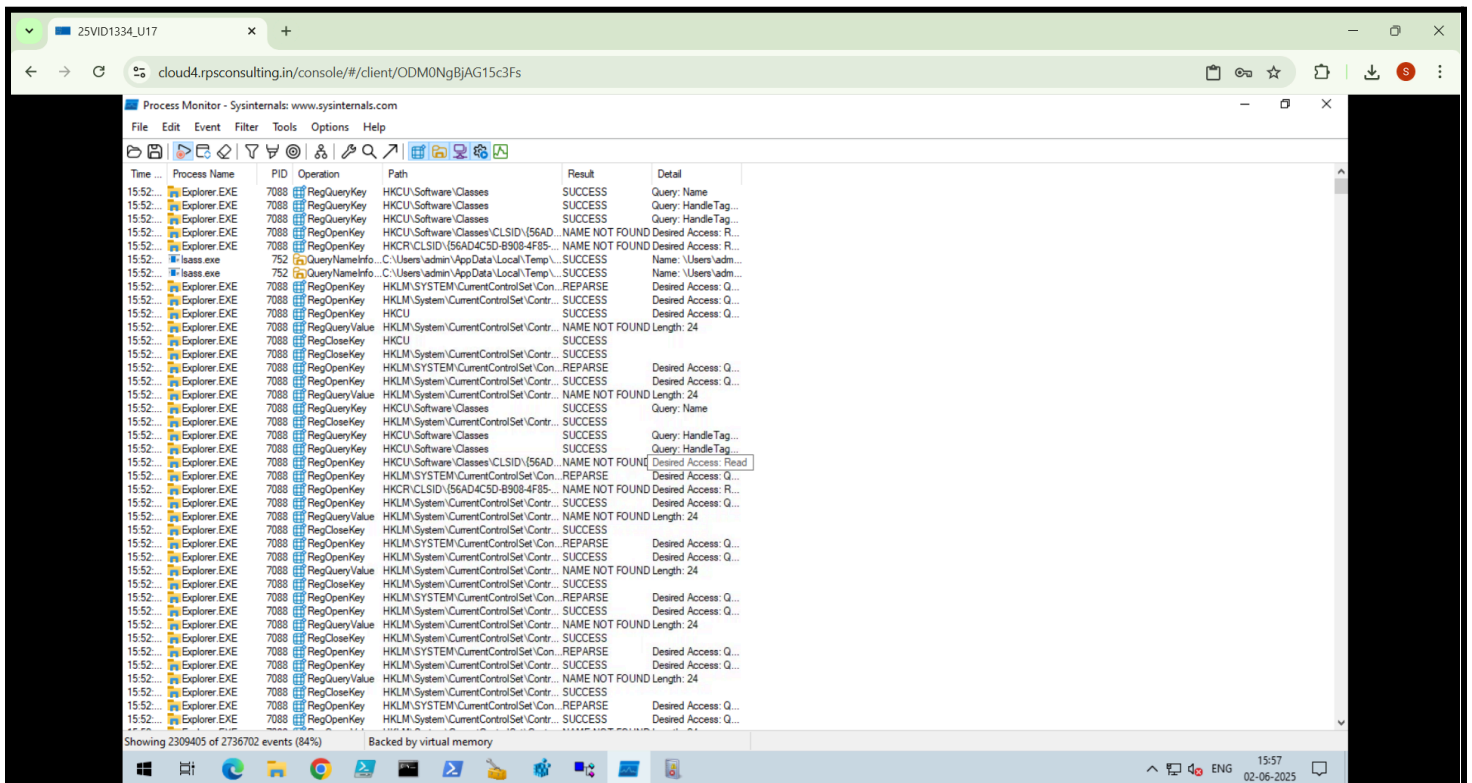 25VID1334_U17
cloud4.rpsconsulting.in/console/#/client/ODM0NgBjAG15c3Fs
S
Process Monitor - Sysinternals: www.sysinternals.com
File Edit Event Filter Tools Options Help
Time ... Process Name PID Operation Path Result Detail
15:52:... Explorer.EXE 7088 RegQueryKey HKCU\Software\Classes SUCCESS Query: Name
15:52:... Explorer.EXE 7088 RegQueryKey HKCU\Software\Classes SUCCESS Query: HandleTag...
15:52:... Explorer.EXE 7088 RegQueryKey HKCU\Software\Classes SUCCESS Query: HandleTag...
15:52:... Explorer.EXE 7088 RegOpenKey HKCU\Software\Classes\CLSID\{56AD... NAME NOT FOUND Desired Access: R...
15:52:... Explorer.EXE 7088 RegOpenKey HKCR\CLSID\{56AD4C5D-B908-4F85-... NAME NOT FOUND Desired Access: R...
15:52:... lsass.exe 752 QueryNameInfo... C:\Users\admin\AppData\Local\Temp\... SUCCESS Name: \Users\adm...
15:52:... lsass.exe 752 QueryNameInfo... C:\Users\admin\AppData\Local\Temp\... SUCCESS Name: \Users\adm...
15:52:... Explorer.EXE 7088 RegOpenKey HKLM\SYSTEM\CurrentControlSet\Con... REPARSE Desired Access: Q...
15:52:... Explorer.EXE 7088 RegOpenKey HKLM\System\CurrentControlSet\Contr... SUCCESS Desired Access: Q...
15:52:... Explorer.EXE 7088 RegOpenKey HKCU SUCCESS Desired Access: Q...
15:52:... Explorer.EXE 7088 RegQueryValue HKLM\System\CurrentControlSet\Contr... NAME NOT FOUND Length: 24
15:52:... Explorer.EXE 7088 RegCloseKey HKCU SUCCESS
15:52:... Explorer.EXE 7088 RegCloseKey HKLM\System\CurrentControlSet\Contr... SUCCESS
15:52:... Explorer.EXE 7088 RegOpenKey HKLM\SYSTEM\CurrentControlSet\Con... REPARSE Desired Access: Q...
15:52:... Explorer.EXE 7088 RegOpenKey HKLM\System\CurrentControlSet\Contr... SUCCESS Desired Access: Q...
15:52:... Explorer.EXE 7088 RegQueryValue HKLM\System\CurrentControlSet\Contr... NAME NOT FOUND Length: 24
15:52:... Explorer.EXE 7088 RegQueryKey HKCU\Software\Classes SUCCESS Query: Name
15:52:... Explorer.EXE 7088 RegCloseKey HKLM\System\CurrentControlSet\Contr... SUCCESS
15:52:... Explorer.EXE 7088 RegQueryKey HKCU\Software\Classes SUCCESS Query: HandleTag...
15:52:... Explorer.EXE 7088 RegQueryKey HKCU\Software\Classes SUCCESS Query: HandleTag...
15:52:... Explorer.EXE 7088 RegOpenKey HKCU\Software\Classes\CLSID\{56AD... NAME NOT FOUND Desired Access: Read
15:52:... Explorer.EXE 7088 RegOpenKey HKLM\SYSTEM\CurrentControlSet\Con... REPARSE Desired Access: Q...
15:52:... Explorer.EXE 7088 RegOpenKey HKCR\CLSID\{56AD4C5D-B908-4F85-... NAME NOT FOUND Desired Access: R...
15:52:... Explorer.EXE 7088 RegOpenKey HKLM\System\CurrentControlSet\Contr... SUCCESS Desired Access: Q...
15:52:... Explorer.EXE 7088 RegQueryValue HKLM\System\CurrentControlSet\Contr... NAME NOT FOUND Length: 24
15:52:... Explorer.EXE 7088 RegCloseKey HKLM\System\CurrentControlSet\Contr... SUCCESS
15:52:... Explorer.EXE 7088 RegOpenKey HKLM\SYSTEM\CurrentControlSet\Con... REPARSE Desired Access: Q...
15:52:... Explorer.EXE 7088 RegOpenKey HKLM\System\CurrentControlSet\Contr... SUCCESS Desired Access: Q...
15:52:... Explorer.EXE 7088 RegQueryValue HKLM\System\CurrentControlSet\Contr... NAME NOT FOUND Length: 24
15:52:... Explorer.EXE 7088 RegCloseKey HKLM\System\CurrentControlSet\Contr... SUCCESS
15:52:... Explorer.EXE 7088 RegOpenKey HKLM\SYSTEM\CurrentControlSet\Con... REPARSE Desired Access: Q...
15:52:... Explorer.EXE 7088 RegOpenKey HKLM\System\CurrentControlSet\Contr... SUCCESS Desired Access: Q...
15:52:... Explorer.EXE 7088 RegQueryValue HKLM\System\CurrentControlSet\Contr... NAME NOT FOUND Length: 24
15:52:... Explorer.EXE 7088 RegCloseKey HKLM\System\CurrentControlSet\Contr... SUCCESS
15:52:... Explorer.EXE 7088 RegOpenKey HKLM\SYSTEM\CurrentControlSet\Con... REPARSE Desired Access: Q...
15:52:... Explorer.EXE 7088 RegOpenKey HKLM\System\CurrentControlSet\Contr... SUCCESS Desired Access: Q...
15:52:... Explorer.EXE 7088 RegQueryValue HKLM\System\CurrentControlSet\Contr... NAME NOT FOUND Length: 24
15:52:... Explorer.EXE 7088 RegCloseKey HKLM\System\CurrentControlSet\Contr... SUCCESS
15:52:... Explorer.EXE 7088 RegOpenKey HKLM\SYSTEM\CurrentControlSet\Con... REPARSE Desired Access: Q...
15:52:... Explorer.EXE 7088 RegOpenKey HKLM\System\CurrentControlSet\Contr... SUCCESS Desired Access: Q...
Showing 2309405 of 2736702 events (84%) Backed by virtual memory
ENG
15:57
02-06-2025